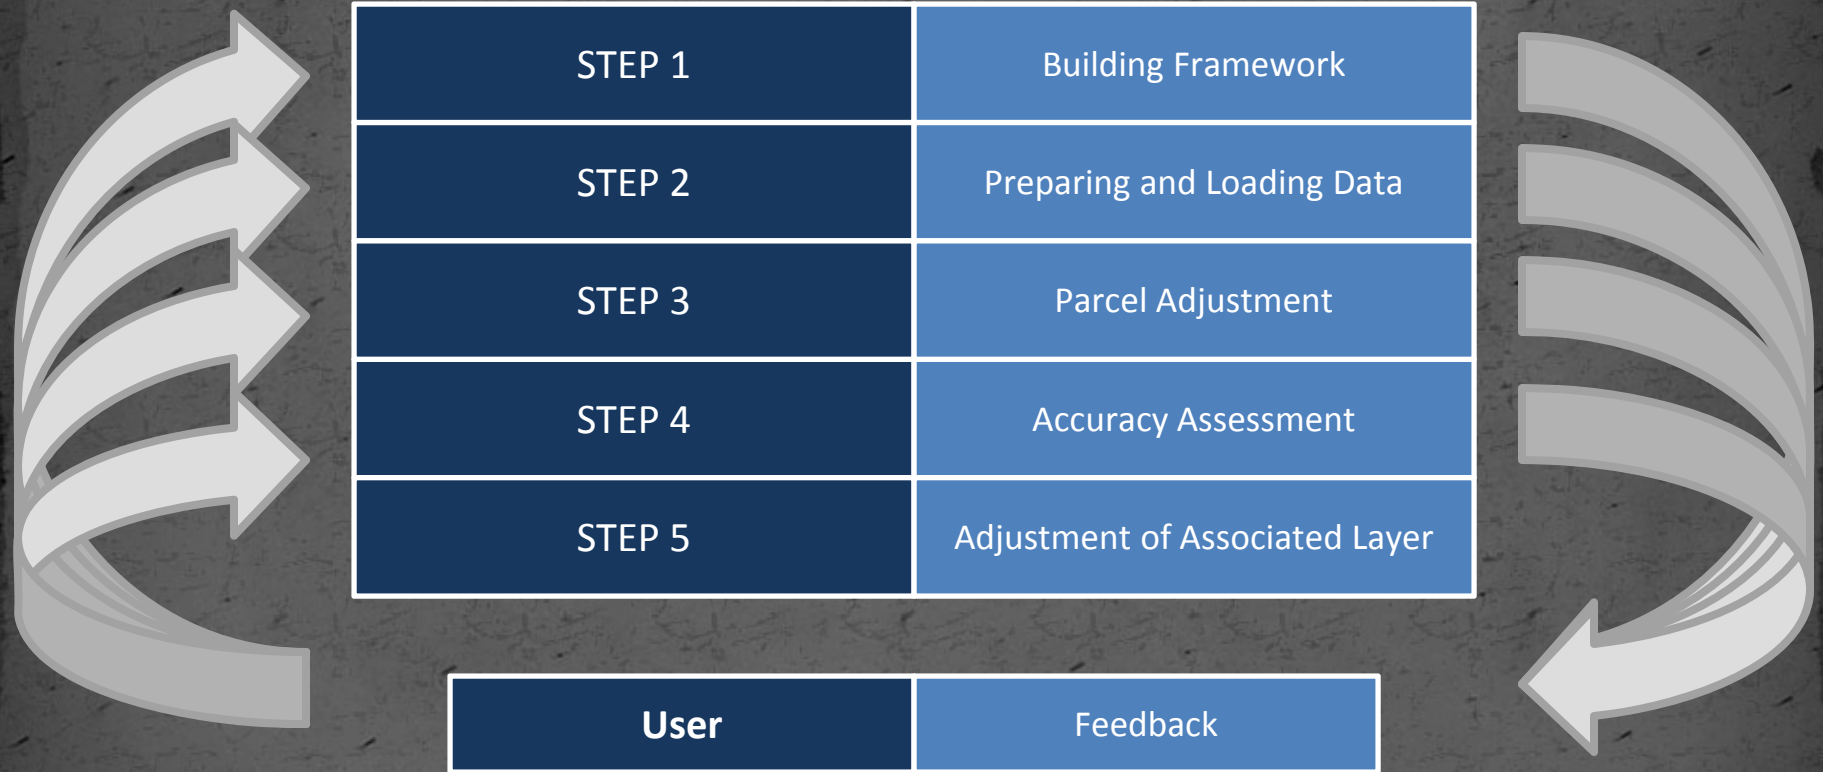 STEP 1 Building Framework
STEP 2 Preparing and Loading Data
STEP 3 Parcel Adjustment
STEP 4 Accuracy Assessment
STEP 5 Adjustment of Associated Layer
User Feedback